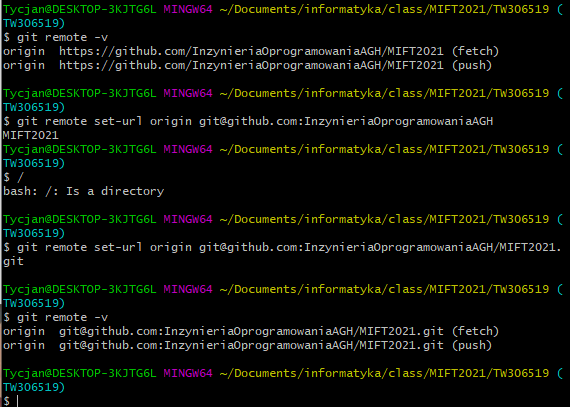 Tycjan@DESKTOP-3KJTG6L MINGW64 ~/Documents/informatyka/class/MIFT2021/TW306519 (
TW306519)
$ git remote -v
origin  https://github.com/InzynieriaOprogramowaniaAGH/MIFT2021 (fetch)
origin  https://github.com/InzynieriaOprogramowaniaAGH/MIFT2021 (push)

Tycjan@DESKTOP-3KJTG6L MINGW64 ~/Documents/informatyka/class/MIFT2021/TW306519 (
TW306519)
$ git remote set-url origin git@github.com:InzynieriaOprogramowaniaAGH
MIFT2021
Tycjan@DESKTOP-3KJTG6L MINGW64 ~/Documents/informatyka/class/MIFT2021/TW306519 (
TW306519)
$ /
bash: /: Is a directory

Tycjan@DESKTOP-3KJTG6L MINGW64 ~/Documents/informatyka/class/MIFT2021/TW306519 (
TW306519)
$ git remote set-url origin git@github.com:InzynieriaOprogramowaniaAGH/MIFT2021.
git

Tycjan@DESKTOP-3KJTG6L MINGW64 ~/Documents/informatyka/class/MIFT2021/TW306519 (
TW306519)
$ git remote -v
origin  git@github.com:InzynieriaOprogramowaniaAGH/MIFT2021.git (fetch)
origin  git@github.com:InzynieriaOprogramowaniaAGH/MIFT2021.git (push)

Tycjan@DESKTOP-3KJTG6L MINGW64 ~/Documents/informatyka/class/MIFT2021/TW306519 (
TW306519)
$